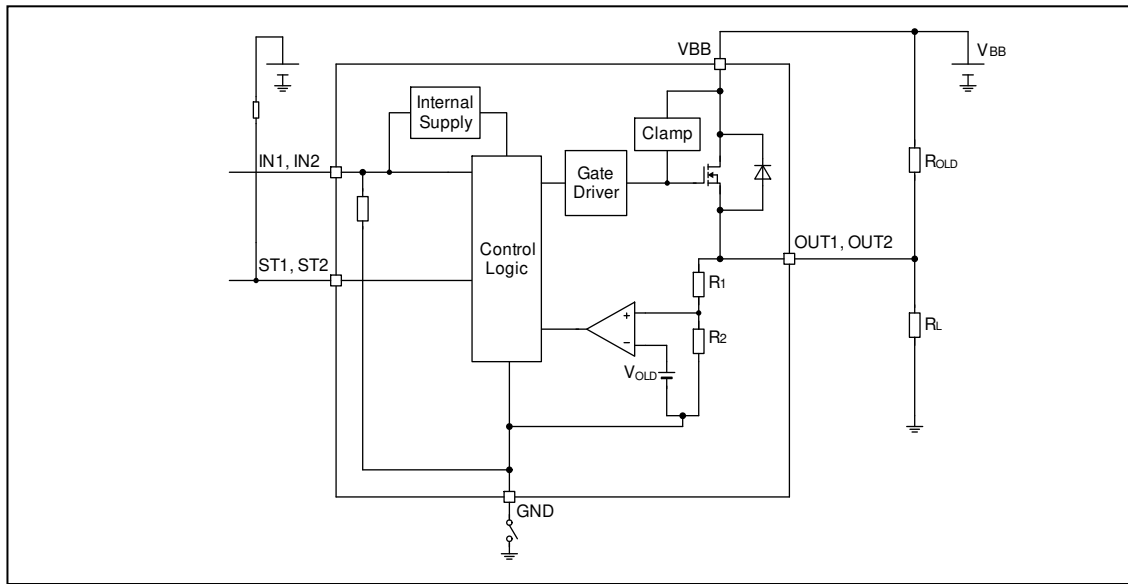 VBB
VBB
Internal
Supply
Clamp
IN1, IN2
Gate
Driver
ROLD
OUT1, OUT2
Control
Logic
ST1, ST2
R1
+
R2
RL
−
VOLD
GND